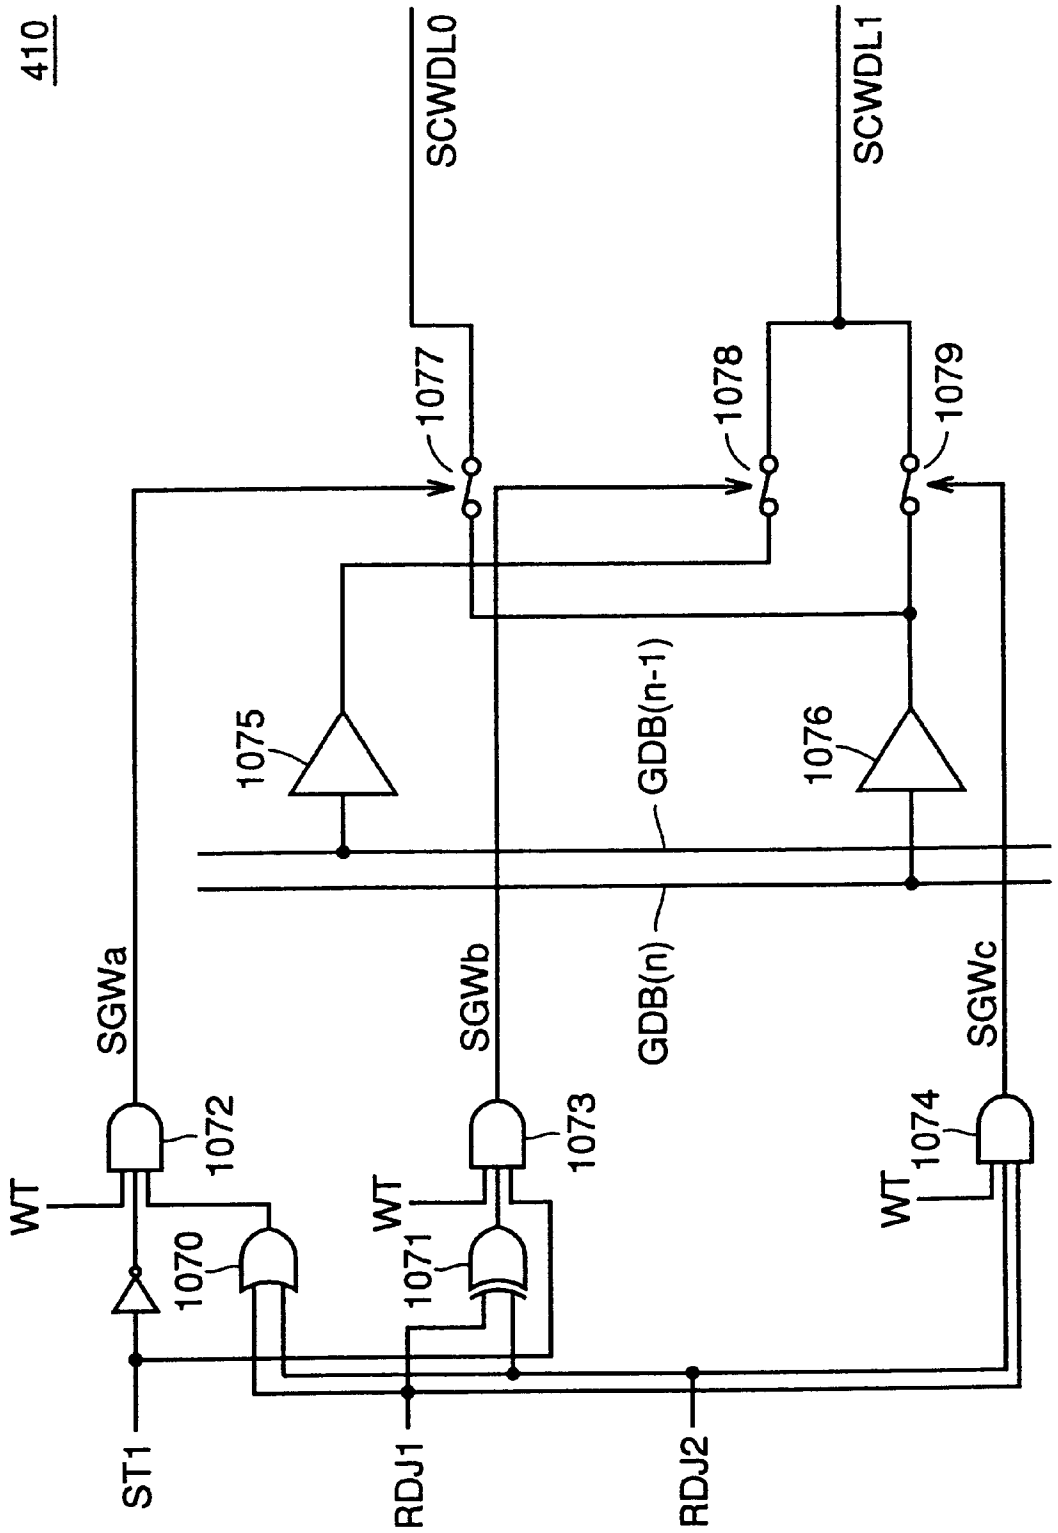 410
ST1
WT
1070
1072
SGWa
1075
1077
SCWDL0
RDJ1
WT
1071
1073
SGWb
GDB(n)
GDB(n-1)
1078
SCWDL1
1076
1079
RDJ2
WT
1074
SGWc